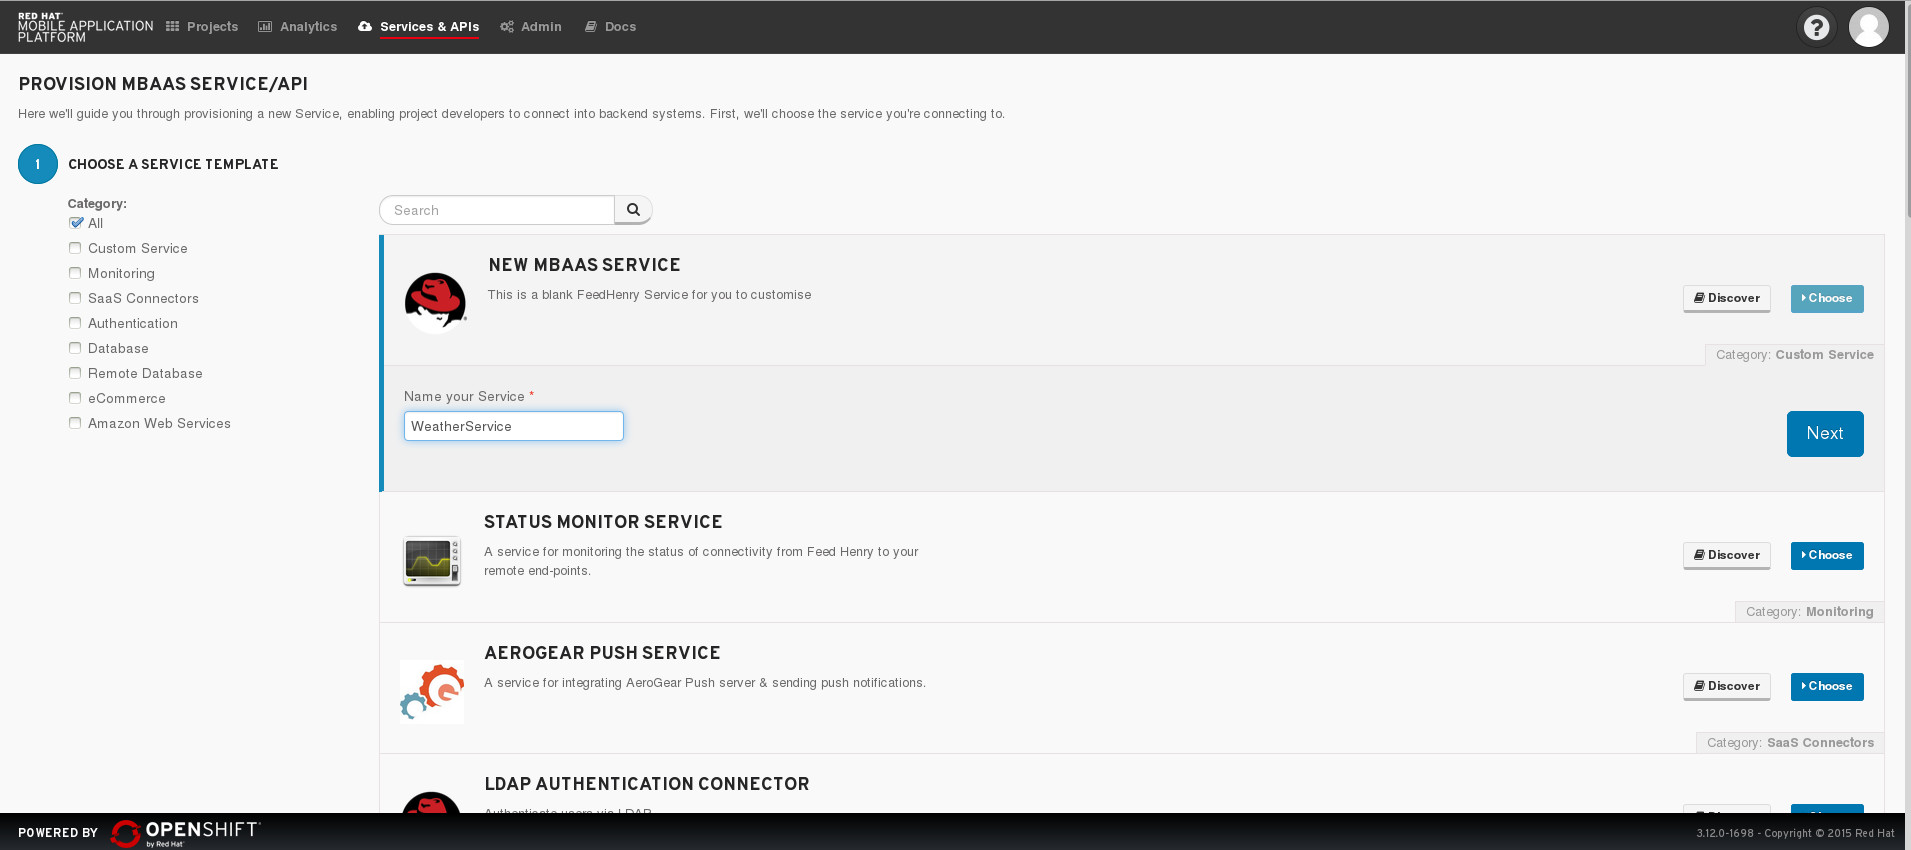 RED HAT
MOBILE APPLICATION
PLATFORM
Projects
Analytics
Services & APIs
Admin
Docs
?
PROVISION MBAAS SERVICE/API
Here we'll guide you through provisioning a new Service, enabling project developers to connect into backend systems. First, we'll choose the service you're connecting to.
1
CHOOSE A SERVICE TEMPLATE
Category:
All
Custom Service
Monitoring
SaaS Connectors
Authentication
Database
Remote Database
eCommerce
Amazon Web Services
Search
NEW MBAAS SERVICE
This is a blank FeedHenry Service for you to customise
Discover
Choose
Category: Custom Service
Name your Service *
WeatherService
Next
STATUS MONITOR SERVICE
A service for monitoring the status of connectivity from Feed Henry to your
remote end-points.
Discover
Choose
Category: Monitoring
AEROGEAR PUSH SERVICE
A service for integrating AeroGear Push server & sending push notifications.
Discover
Choose
Category: SaaS Connectors
LDAP AUTHENTICATION CONNECTOR
Authenticate users via LDAP
POWERED BY
OPENSHIFT
by Red Hat
3.12.0-1698 - Copyright © 2015 Red Hat